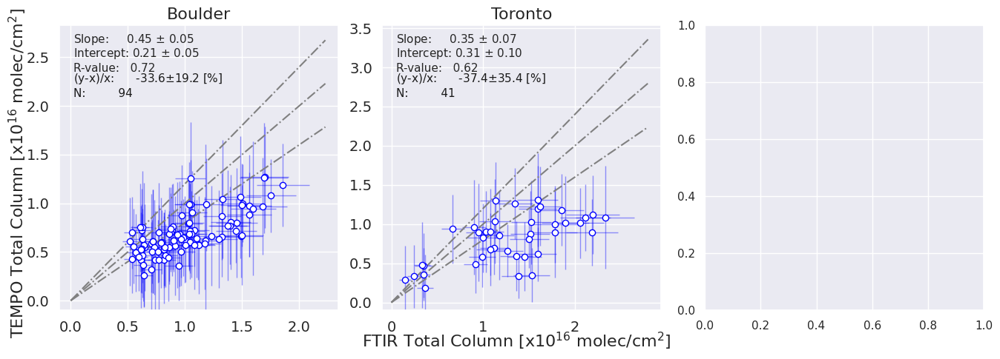 Boulder
Slope: 0.45 ± 0.05
Intercept: 0.21 ± 0.05
R-value: 0.72
(y-x)/x: -33.6±19.2 [%]
N: 94
TEMPO Total Column [x10^16 molec/cm^2]
2.5
2.0
1.5
1.0
0.5
0.0
0.0 0.5 1.0 1.5 2.0
Toronto
Slope: 0.35 ± 0.07
Intercept: 0.31 ± 0.10
R-value: 0.62
(y-x)/x: -37.4±35.4 [%]
N: 41
3.5
3.0
2.5
2.0
1.5
1.0
0.5
0.0
0 1 2
FTIR Total Column [x10^16 molec/cm^2]
1.0
0.8
0.6
0.4
0.2
0.0
0.0 0.2 0.4 0.6 0.8 1.0